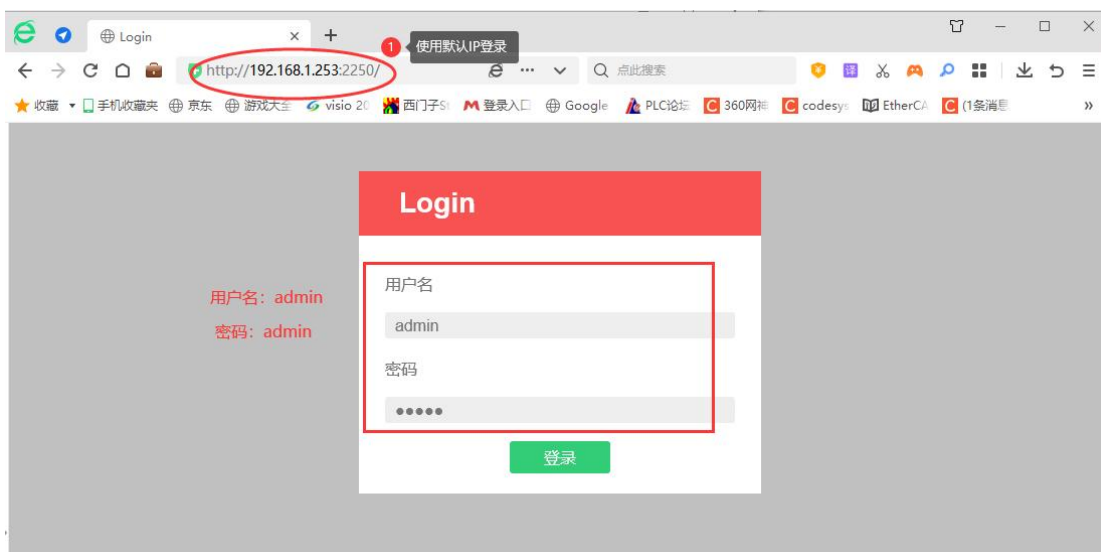 Login
1 使用默认IP登录
http://192.168.1.253:2250/
点此搜索
收藏 手机收藏夹 京东 游戏大全 visio 20 西门子S 登录入口 Google PLC论坛 360网神 codesys EtherCA (1条消息
Login
用户名
用户名：admin
admin
密码：admin
密码
●●●●●
登录